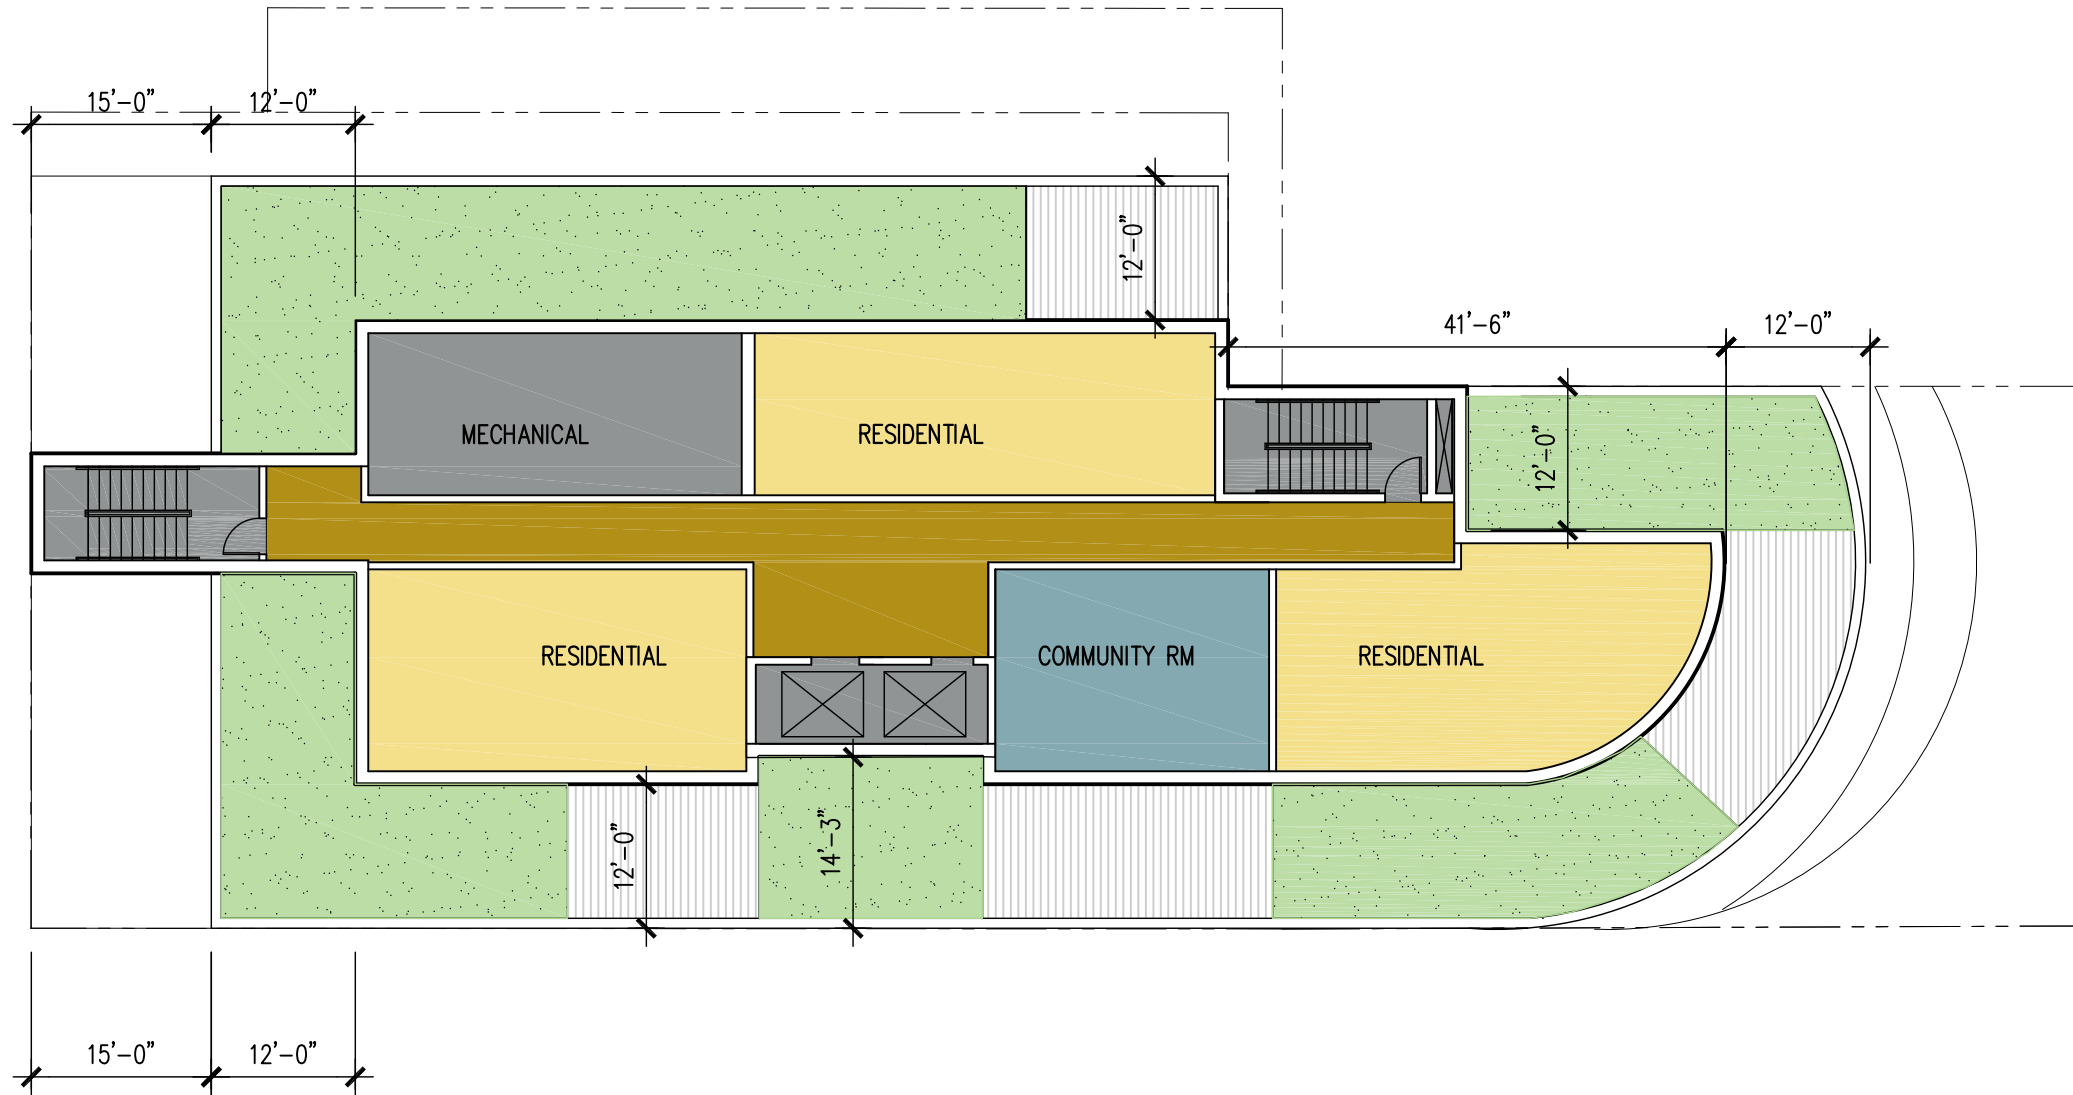 15'-0"
12'-0"
12'-0"
41'-6"
12'-0"
MECHANICAL
RESIDENTIAL
12'-0"
RESIDENTIAL
COMMUNITY RM
RESIDENTIAL
12'-0"
14'-3"
15'-0"
12'-0"